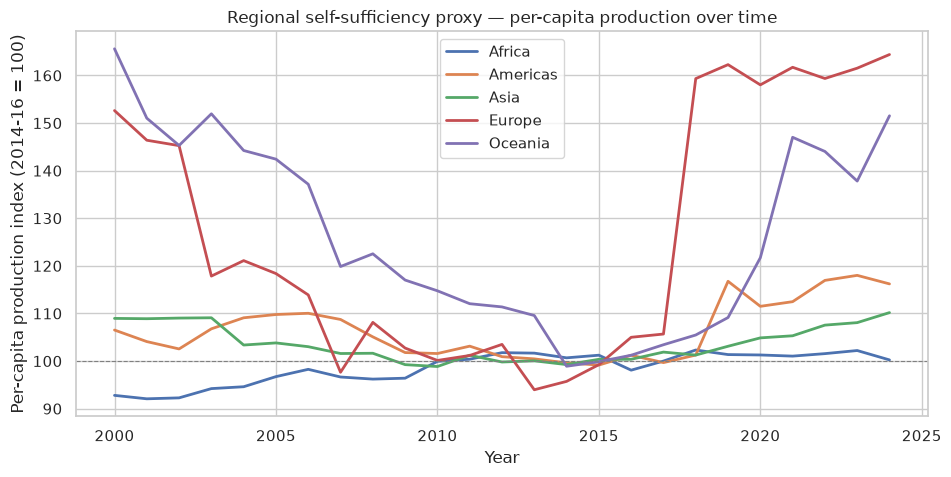 Regional self-sufficiency proxy — per-capita production over time
Per-capita production index (2014-16 = 100)
160
150
140
130
120
110
100
90
Africa
Americas
Asia
Europe
Oceania
2000
2005
2010
2015
2020
2025
Year